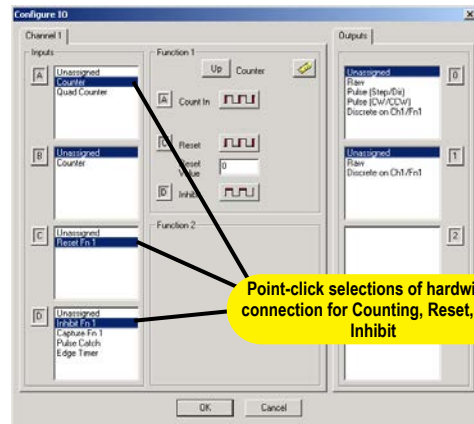 Configure IO
Channel 1
Outputs
Inputs
Function 1
A
Unassigned
Counter
Quad Counter
Up
Counter
A
Count In
C
Reset
Reset
Value
0
D
Inhibit
B
Unassigned
Counter
C
Unassigned
Reset Fn 1
Function 2
D
Unassigned
Inhibit Fn 1
Capture Fn 1
Pulse Catch
Edge Timer
Unassigned
Raw
Pulse (Step/Dir)
Pulse (CW/CCW)
Discrete on Ch1/Fn1
0
Unassigned
Raw
Discrete on Ch1/Fn1
1
2
Point-click selections of hardwi
connection for Counting, Reset,
Inhibit
OK
Cancel